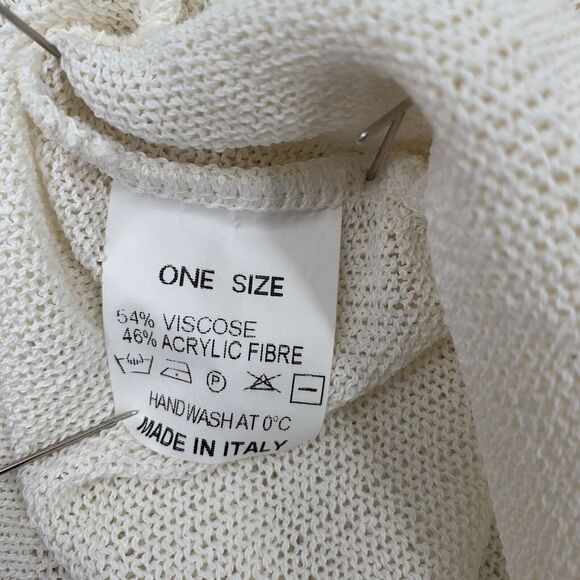 ONE SIZE
54% VISCOSE
46% ACRYLIC FIBRE
P
HAND WASH AT 0°C
MADE IN ITALY